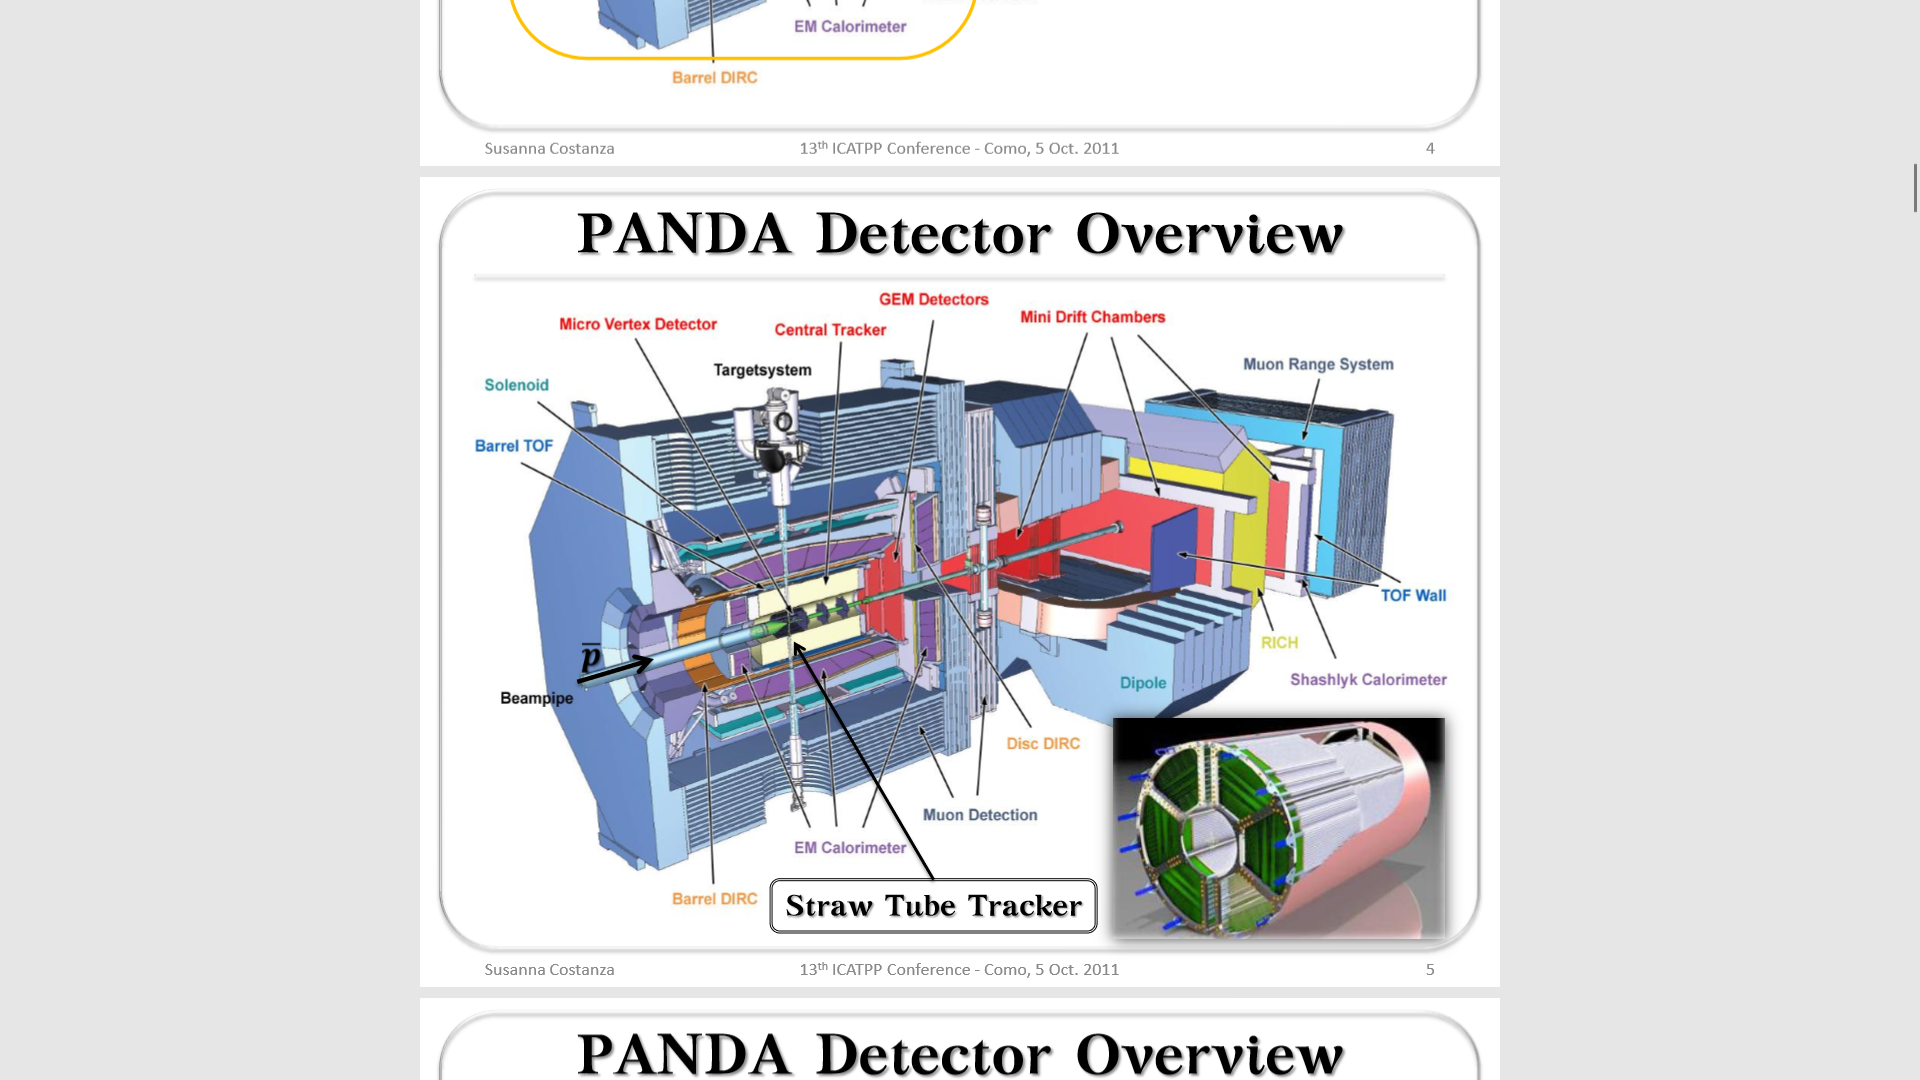 EM Calorimeter
Barrel DIRC
Susanna Costanza
13th ICATPP Conference - Como, 5 Oct. 2011
4
PANDA Detector Overview
GEM Detectors
Mini Drift Chambers
Micro Vertex Detector
Central Tracker
Targetsystem
Muon Range System
Solenoid
Barrel TOF
TOF Wall
RICH
p̅
Shashlyk Calorimeter
Dipole
Beampipe
Disc DIRC
Muon Detection
EM Calorimeter
Barrel DIRC
Straw Tube Tracker
Susanna Costanza
13th ICATPP Conference - Como, 5 Oct. 2011
5
PANDA Detector Overview